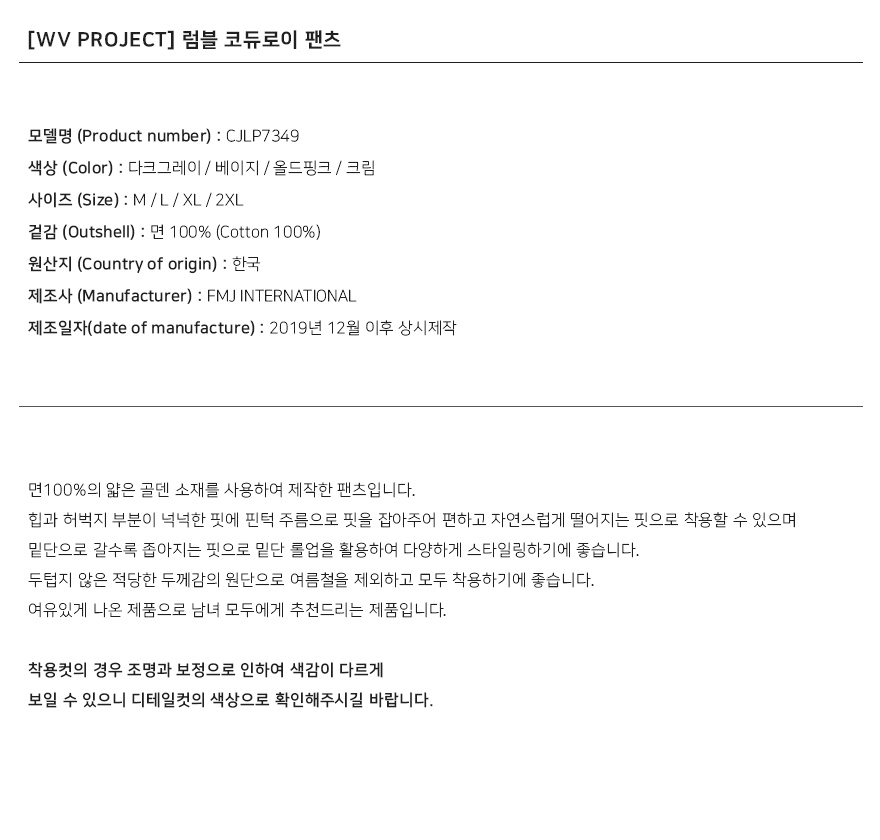 [WV PROJECT] 럼블 코듀로이 팬츠
모델명 (Product number) : CJLP7349
색상 (Color) : 다크그레이 / 베이지 / 올드핑크 / 크림
사이즈 (Size) : M / L / XL / 2XL
겉감 (Outshell) : 면 100% (Cotton 100%)
원산지 (Country of origin) : 한국
제조사 (Manufacturer) : FMJ INTERNATIONAL
제조일자(date of manufacture) : 2019년 12월 이후 상시제작
면100%의 얇은 골덴 소재를 사용하여 제작한 팬츠입니다.
힙과 허벅지 부분이 넉넉한 핏에 핀턱 주름으로 핏을 잡아주어 편하고 자연스럽게 떨어지는 핏으로 착용할 수 있으며
밑단으로 갈수록 좁아지는 핏으로 밑단 롤업을 활용하여 다양하게 스타일링하기에 좋습니다.
두텁지 않은 적당한 두께감의 원단으로 여름철을 제외하고 모두 착용하기에 좋습니다.
여유있게 나온 제품으로 남녀 모두에게 추천드리는 제품입니다.
착용컷의 경우 조명과 보정으로 인하여 색감이 다르게
보일 수 있으니 디테일컷의 색상으로 확인해주시길 바랍니다.